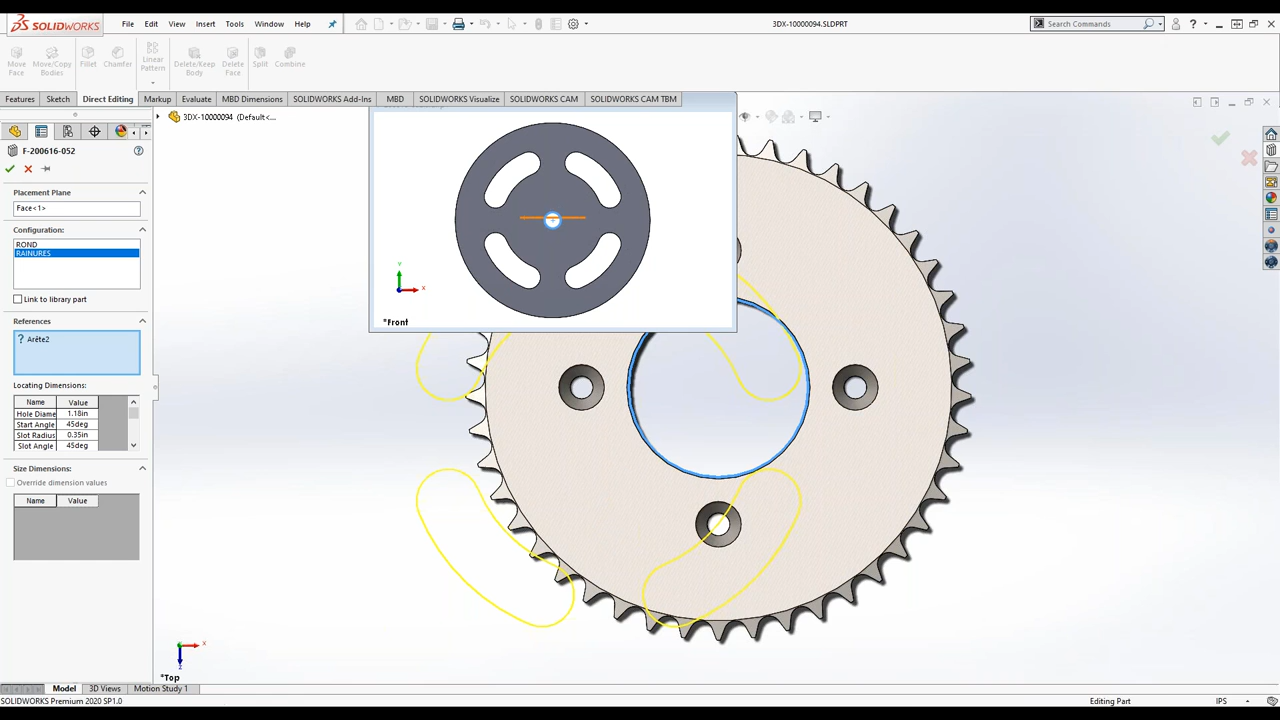 SOLIDWORKS File Edit View Insert Tools Window Help 3DX-10000094.SLDPRT Search Commands
Move Face Move/Copy Bodies Fillet Chamfer Linear Pattern Delete/Keep Body Delete Face Split Combine
Features Sketch Direct Editing Markup Evaluate MBD Dimensions SOLIDWORKS Add-Ins MBD SOLIDWORKS Visualize SOLIDWORKS CAM SOLIDWORKS CAM TBM
3DX-10000094 (Default<...
F-200616-052
Placement Plane
Face<1>
Configuration:
ROND
RAINURES
Link to library part
References
? Arête2
Locating Dimensions:
Name Value
Hole Diame 1.18in
Start Angle 45deg
Slot Radius 0.35in
Slot Angle 45deg
Size Dimensions:
Override dimension values
Name Value
Y
X
*Front
X
Z
*Top
Model 3D Views Motion Study 1
SOLIDWORKS Premium 2020 SP1.0 Editing Part IPS